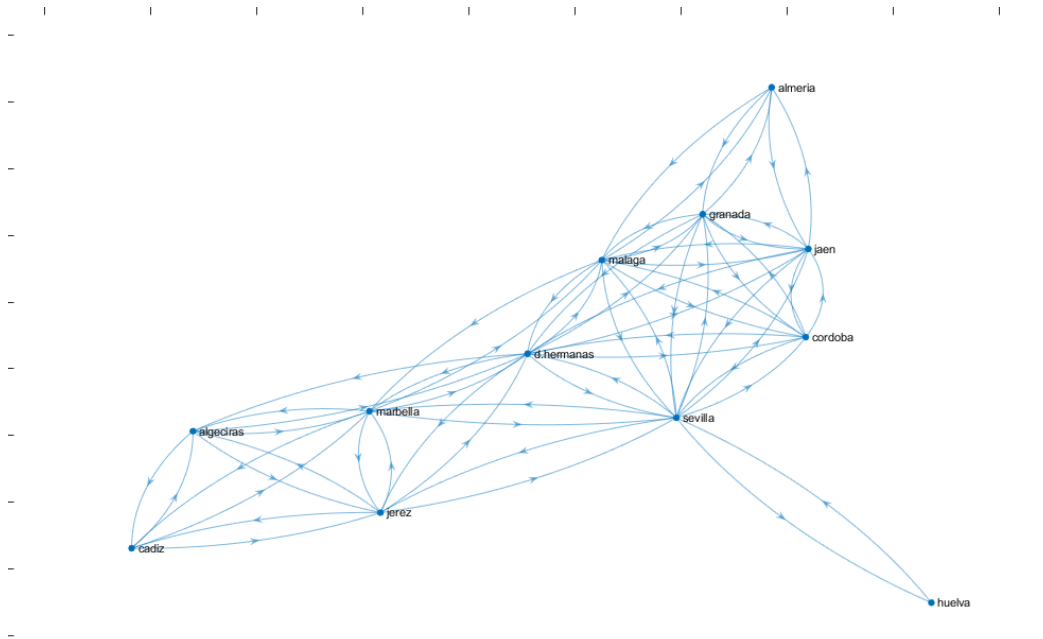 almeria
granada
jaen
malaga
cordoba
d.hermanas
marbella
sevilla
algeciras
jerez
cadiz
huelva